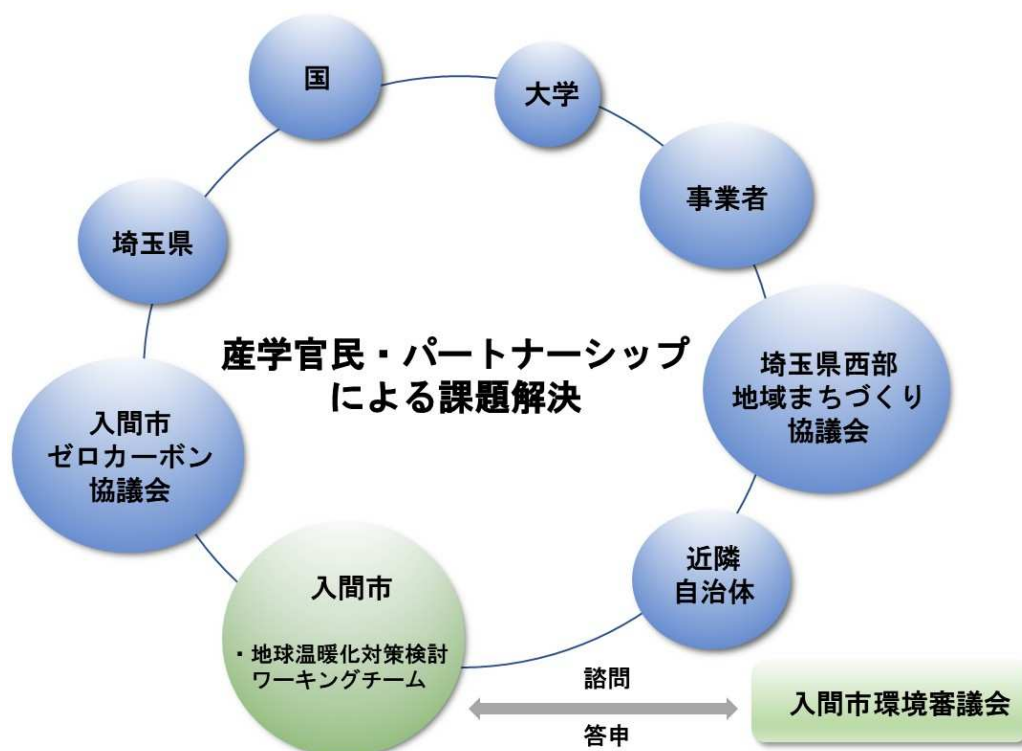 国
大学
事業者
埼玉県
産学官民・パートナーシップ
による課題解決
埼玉県西部
地域まちづくり
協議会
入間市
ゼロカーボン
協議会
近隣
自治体
入間市
・地球温暖化対策検討
ワーキングチーム
諮問
答申
入間市環境審議会